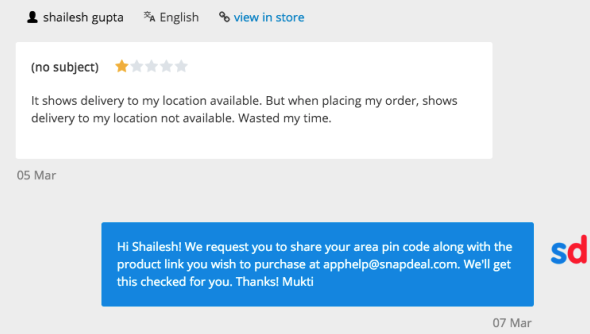 shailesh gupta English view in store
(no subject)
It shows delivery to my location available. But when placing my order, shows
delivery to my location not available. Wasted my time.
05 Mar
Hi Shailesh! We request you to share your area pin code along with the
product link you wish to purchase at apphelp@snapdeal.com. We'll get
this checked for you. Thanks! Mukti
sd
07 Mar